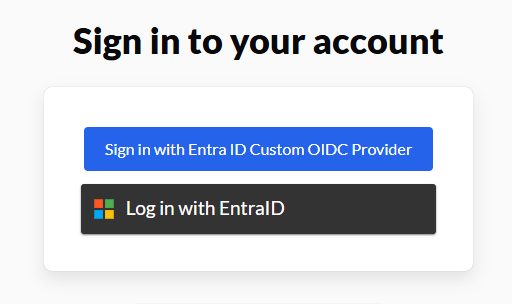 Sign in to your account
Sign in with Entra ID Custom OIDC Provider
Log in with EntraID